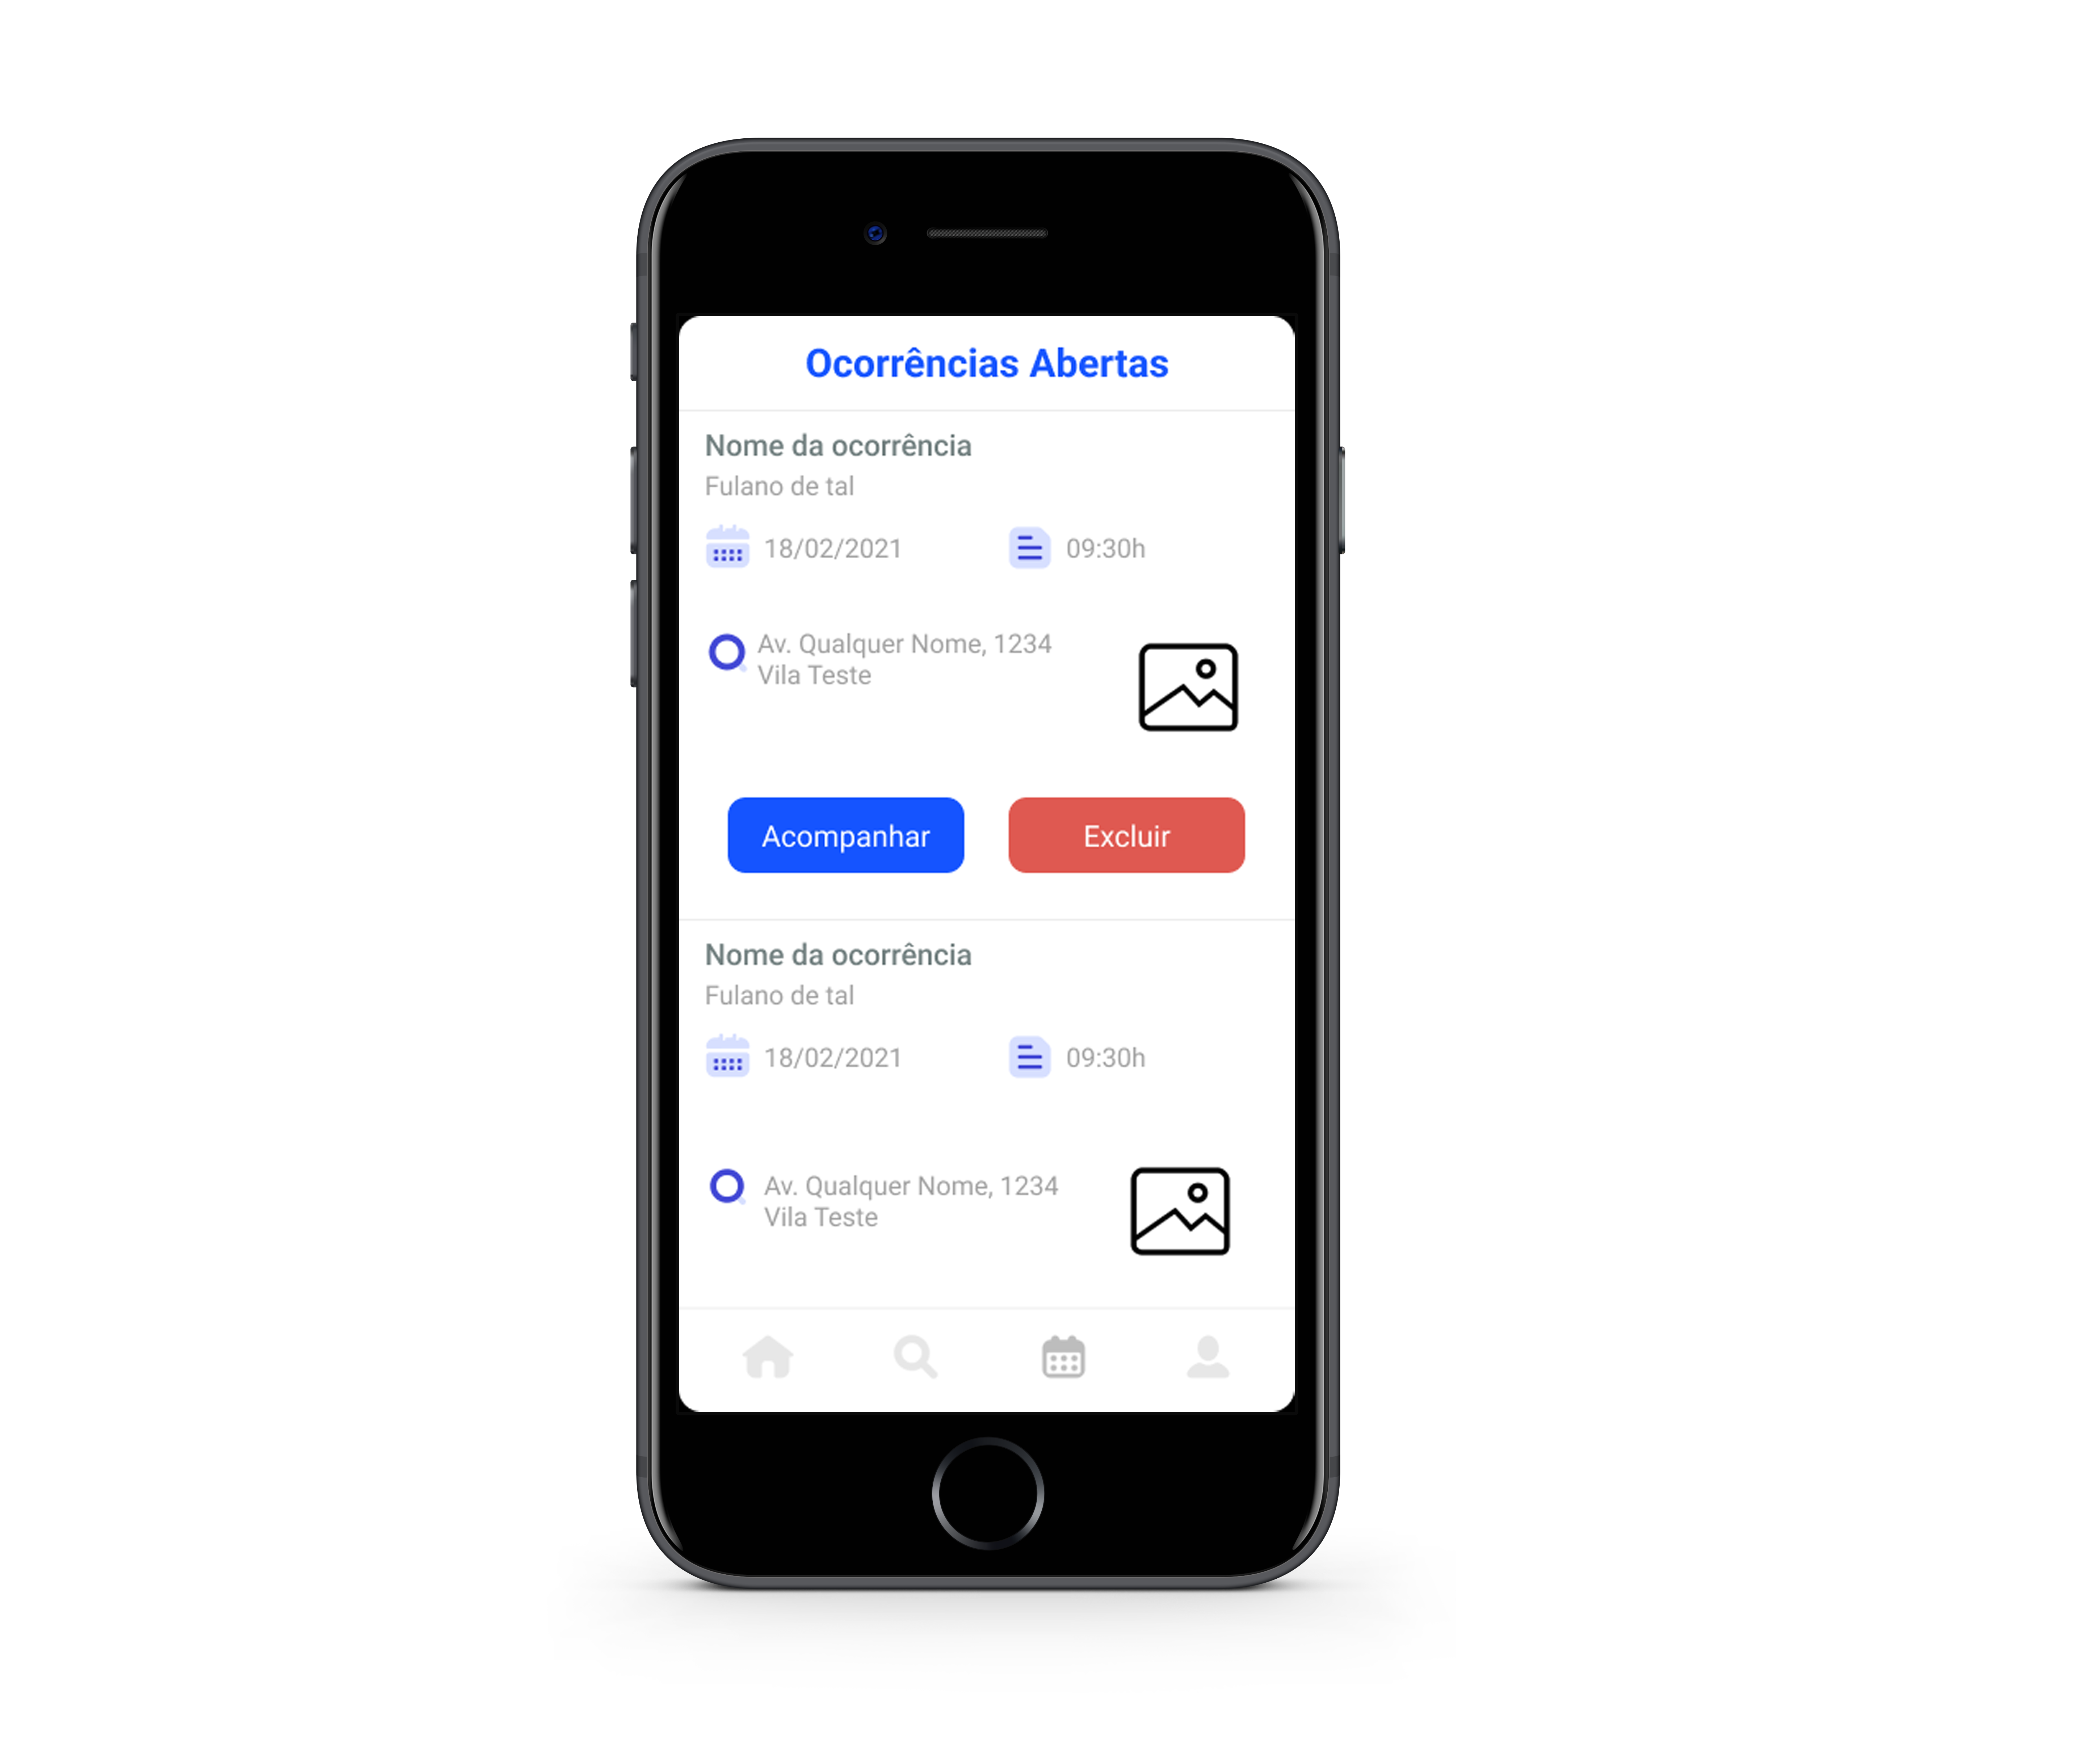 Ocorrências Abertas
Nome da ocorrência
Fulano de tal
18/02/2021
09:30h
Av. Qualquer Nome, 1234
Vila Teste
Acompanhar
Excluir
Nome da ocorrência
Fulano de tal
18/02/2021
09:30h
Av. Qualquer Nome, 1234
Vila Teste